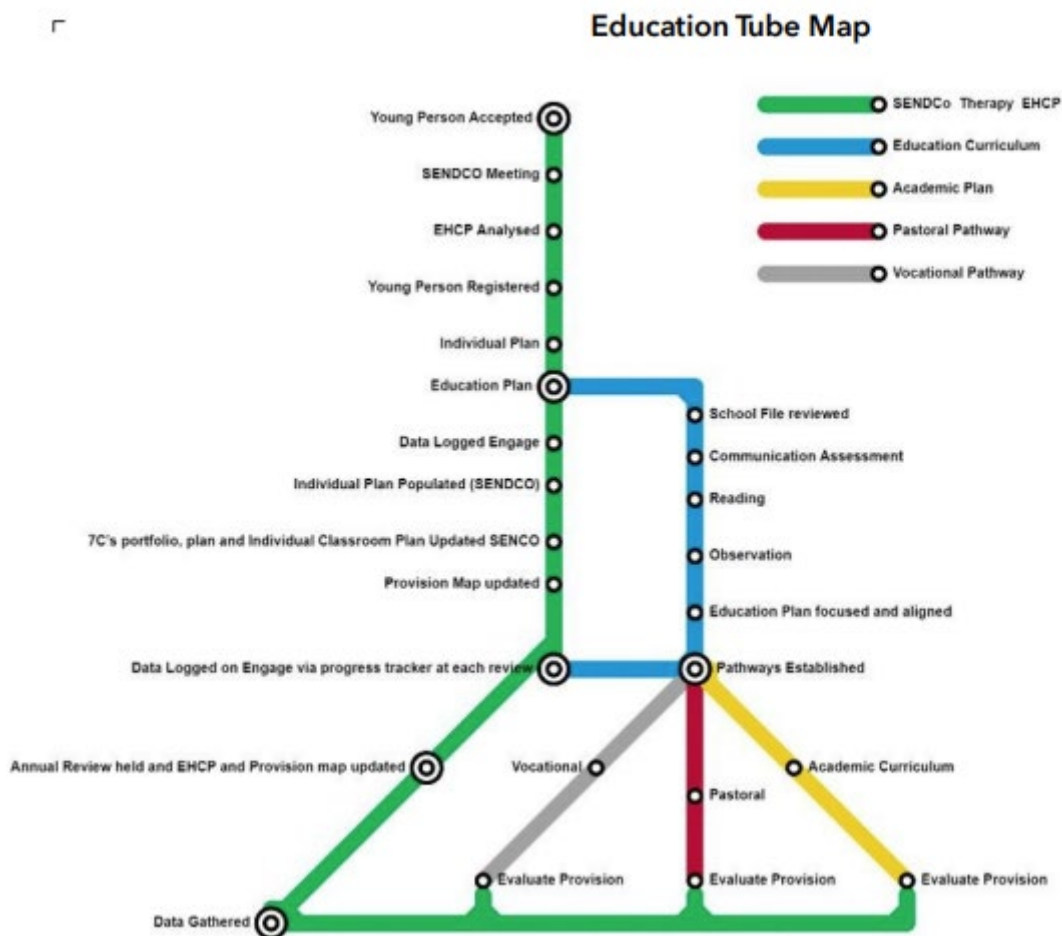 Education Tube Map
SENDCo Therapy EHCP
Education Curriculum
Academic Plan
Pastoral Pathway
Vocational Pathway
Young Person Accepted
SENDCO Meeting
EHCP Analysed
Young Person Registered
Individual Plan
Education Plan
School File reviewed
Data Logged Engage
Communication Assessment
Individual Plan Populated (SENDCO)
Reading
7C's portfolio, plan and Individual Classroom Plan Updated SENCO
Observation
Provision Map updated
Education Plan focused and aligned
Data Logged on Engage via progress tracker at each review
Pathways Established
Annual Review held and EHCP and Provision map updated
Vocational
Academic Curriculum
Pastoral
Evaluate Provision
Evaluate Provision
Evaluate Provision
Data Gathered